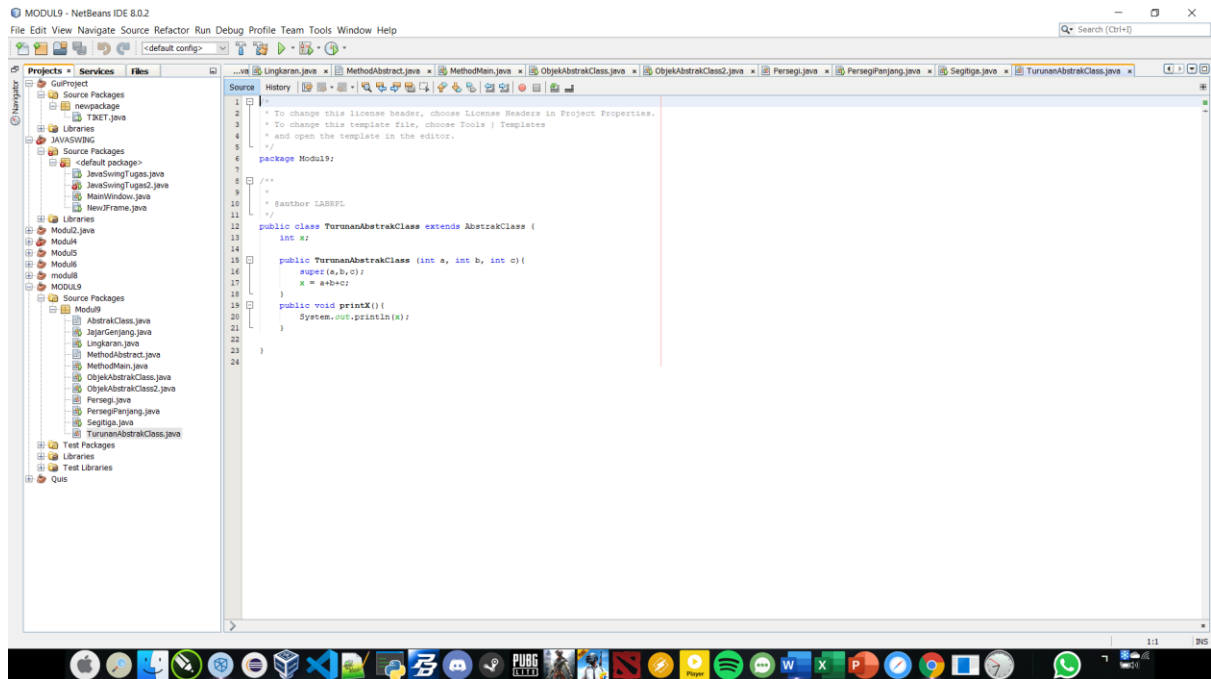 MODUL9 - NetBeans IDE 8.0.2
File Edit View Navigate Source Refactor Run Debug Profile Team Tools Window Help
Search (Ctrl+I)
<default config>
Projects Services Files
Navigator
GuiProject
Source Packages
newpackage
TIKET.java
Libraries
JAVASWING
Source Packages
<default package>
JavaSwingTugas.java
JavaSwingTugas2.java
MainWindow.java
NewJFrame.java
Libraries
Modul2.java
Modul4
Modul5
Modul6
modul8
MODUL9
Source Packages
Modul9
AbstrakClass.java
JajarGenjang.java
Lingkaran.java
MethodAbstract.java
MethodMain.java
ObjekAbstrakClass.java
ObjekAbstrakClass2.java
Persegi.java
PersegiPanjang.java
Segitiga.java
TurunanAbstrakClass.java
Test Packages
Libraries
Test Libraries
Quis
...va Lingkaran.java MethodAbstract.java MethodMain.java ObjekAbstrakClass.java ObjekAbstrakClass2.java Persegi.java PersegiPanjang.java Segitiga.java TurunanAbstrakClass.java
Source History
1 /*
2 * To change this license header, choose License Headers in Project Properties.
3 * To change this template file, choose Tools | Templates
4 * and open the template in the editor.
5 */
6 package Modul9;
7
8 /**
9 *
10 * @author LABRPL
11 */
12 public class TurunanAbstrakClass extends AbstrakClass {
13 int x;
14
15 public TurunanAbstrakClass (int a, int b, int c){
16 super(a,b,c);
17 x = a+b+c;
18 }
19 public void printX(){
20 System.out.println(x);
21 }
22
23 }
24
1:1 INS
PUBG
LITE
Player